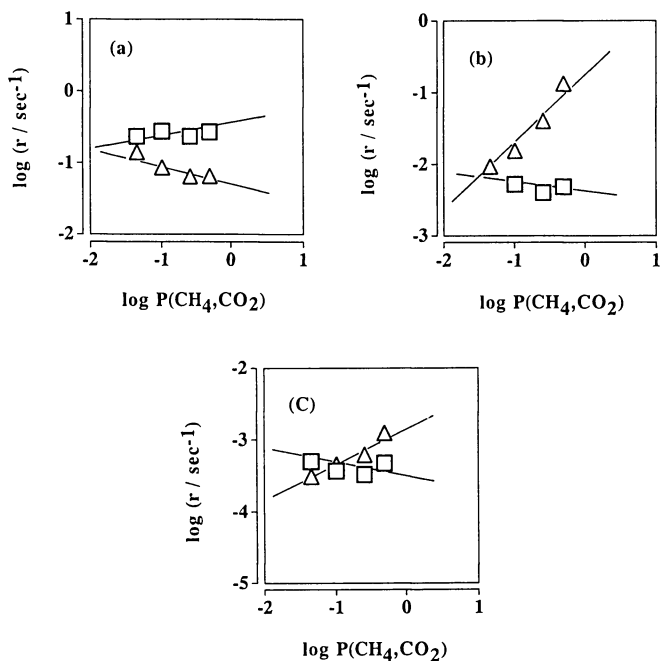 (a)
log (r / sec-1)
1
0
-1
-2
-2 -1 0 1
log P(CH4,CO2)
(b)
log (r / sec-1)
-0
-1
-2
-3
-2 -1 0 1
log P(CH4,CO2)
(C)
log (r / sec-1)
-2
-3
-4
-5
-2 -1 0 1
log P(CH4,CO2)